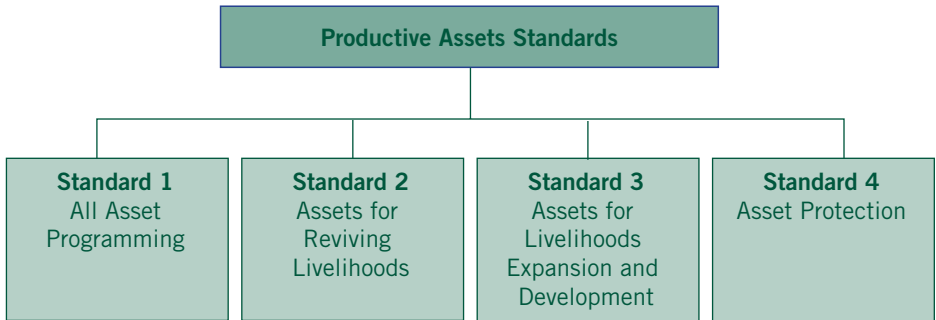 Productive Assets Standards
Standard 1
All Asset
Programming
Standard 2
Assets for
Reviving
Livelihoods
Standard 3
Assets for
Livelihoods
Expansion and
Development
Standard 4
Asset Protection